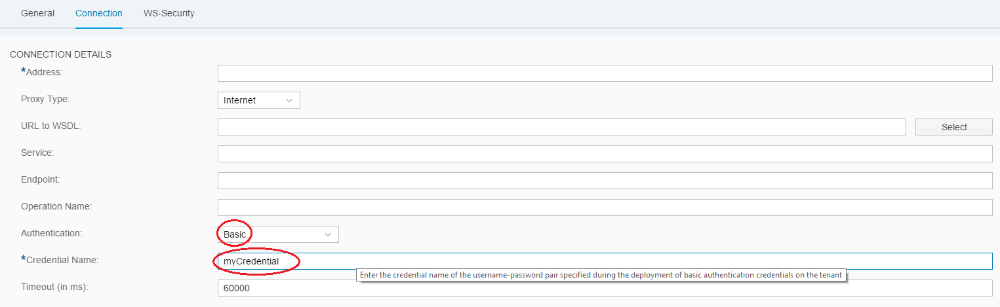 General Connection WS-Security
CONNECTION DETAILS
*Address:
Proxy Type: Internet
URL to WSDL: Select
Service:
Endpoint:
Operation Name:
Authentication: Basic
*Credential Name: myCredential
Enter the credential name of the username-password pair specified during the deployment of basic authentication credentials on the tenant
Timeout (in ms): 60000